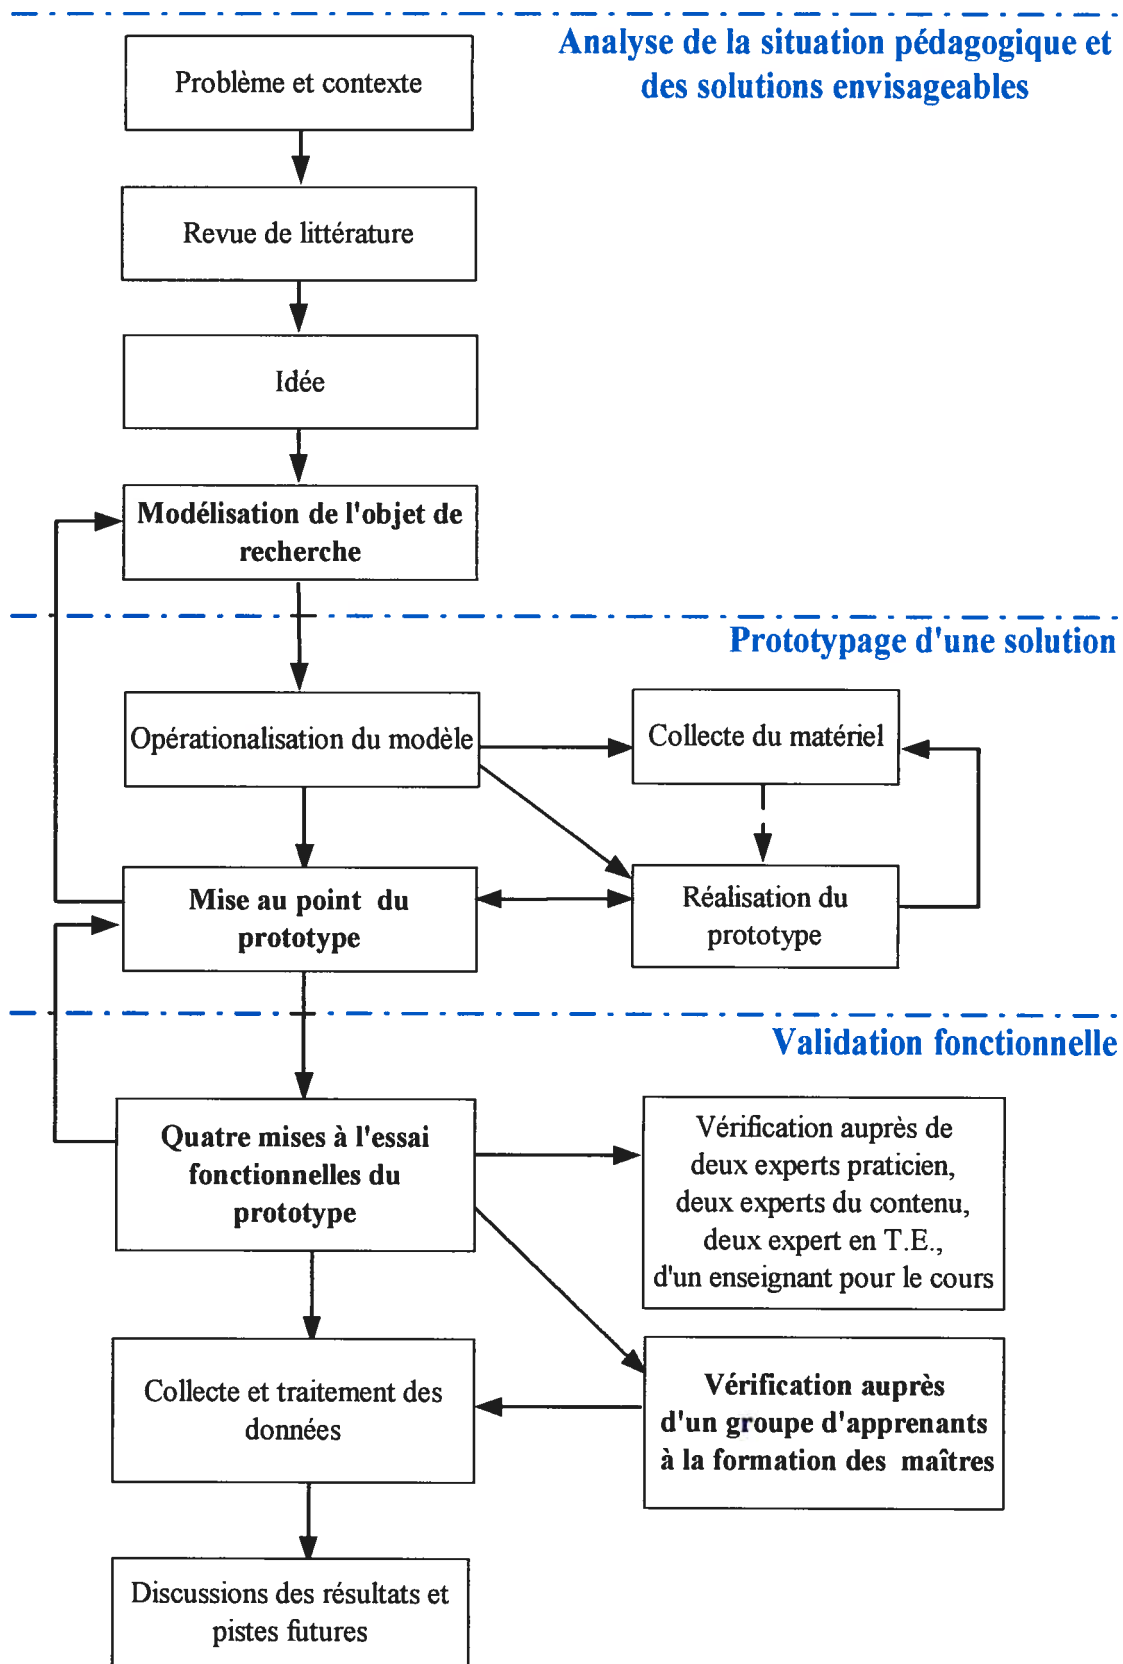 Analyse de la situation pédagogique et
des solutions envisageables
Problème et contexte
Revue de littérature
Idée
Modélisation de l'objet de
recherche
Prototypage d'une solution
Opérationalisation du modèle
Collecte du matériel
Mise au point du
prototype
Réalisation du
prototype
Validation fonctionnelle
Quatre mises à l'essai
fonctionnelles du
prototype
Vérification auprès de
deux experts praticien,
deux experts du contenu,
deux expert en T.E.,
d'un enseignant pour le cours
Collecte et traitement des
données
Vérification auprès
d'un groupe d'apprenants
à la formation des maîtres
Discussions des résultats et
pistes futures